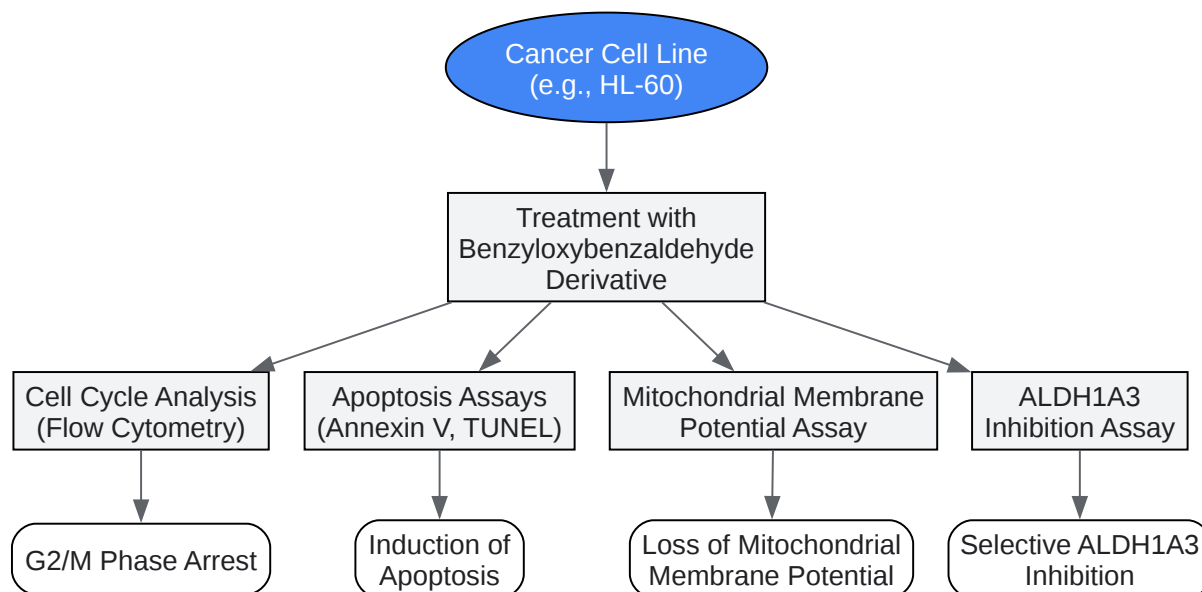 Cancer Cell Line
(e.g., HL-60)
Treatment with
Benzyloxybenzaldehyde
Derivative
Cell Cycle Analysis
(Flow Cytometry)
Apoptosis Assays
(Annexin V, TUNEL)
Mitochondrial Membrane
Potential Assay
ALDH1A3
Inhibition Assay
G2/M Phase Arrest
Induction of
Apoptosis
Loss of Mitochondrial
Membrane Potential
Selective ALDH1A3
Inhibition